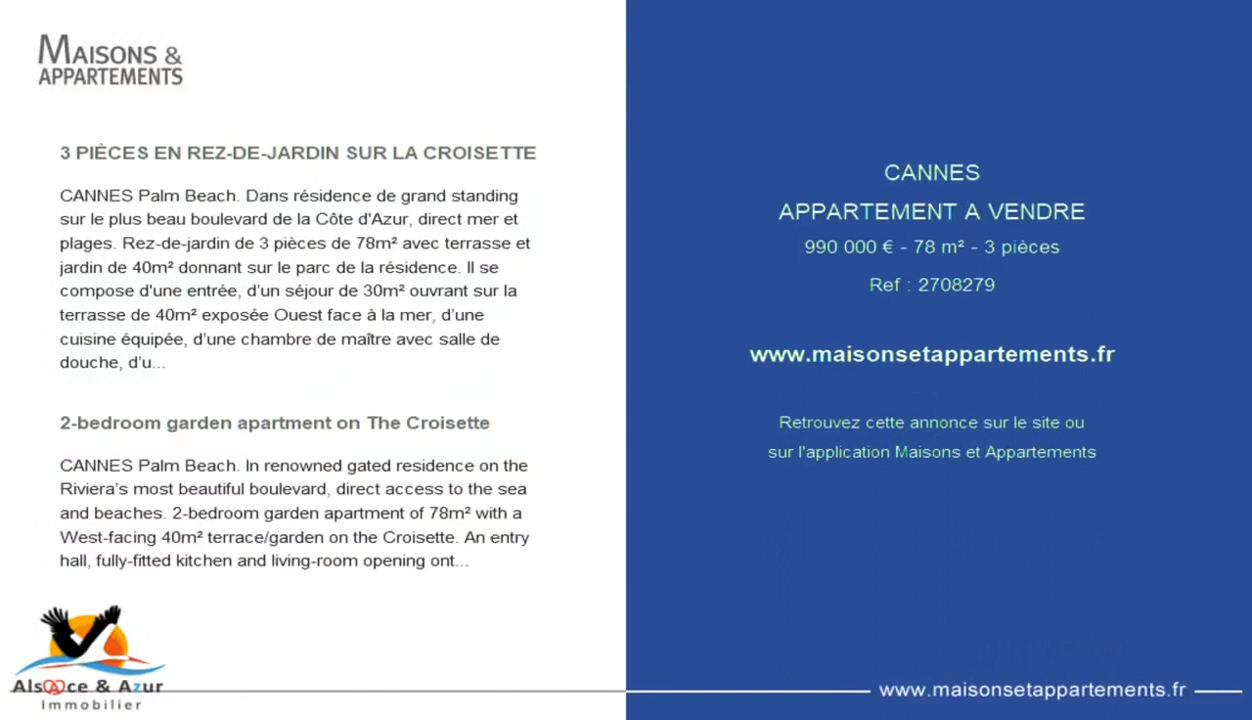 MAISONS &
APPARTEMENTS
3 PIÈCES EN REZ-DE-JARDIN SUR LA CROISETTE
CANNES Palm Beach. Dans résidence de grand standing
sur le plus beau boulevard de la Côte d'Azur, direct mer et
plages. Rez-de-jardin de 3 pièces de 78m² avec terrasse et
jardin de 40m² donnant sur le parc de la résidence. Il se
compose d'une entrée, d’un séjour de 30m² ouvrant sur la
terrasse de 40m² exposée Ouest face à la mer, d’une
cuisine équipée, d’une chambre de maître avec salle de
douche, d’u...
2-bedroom garden apartment on The Croisette
CANNES Palm Beach. In renowned gated residence on the
Riviera’s most beautiful boulevard, direct access to the sea
and beaches. 2-bedroom garden apartment of 78m² with a
West-facing 40m² terrace/garden on the Croisette. An entry
hall, fully-fitted kitchen and living-room opening ont...
Alsace & Azur
Immobilier
CANNES
APPARTEMENT A VENDRE
990 000 € - 78 m² - 3 pièces
Ref : 2708279
www.maisonsetappartements.fr
Retrouvez cette annonce sur le site ou
sur l'application Maisons et Appartements
www.maisonsetappartements.fr